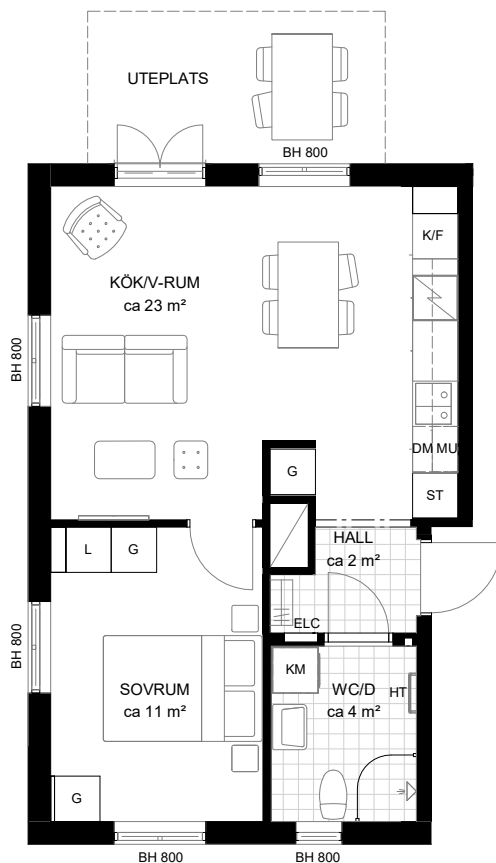 UTEPLATS
BH 800
K/F
KÖK/V-RUM
ca 23 m²
BH 800
DM MU
G
ST
HALL
ca 2 m²
L G
ELC
BH 800
KM
WC/D
ca 4 m²
HT
SOVRUM
ca 11 m²
G
BH 800
BH 800